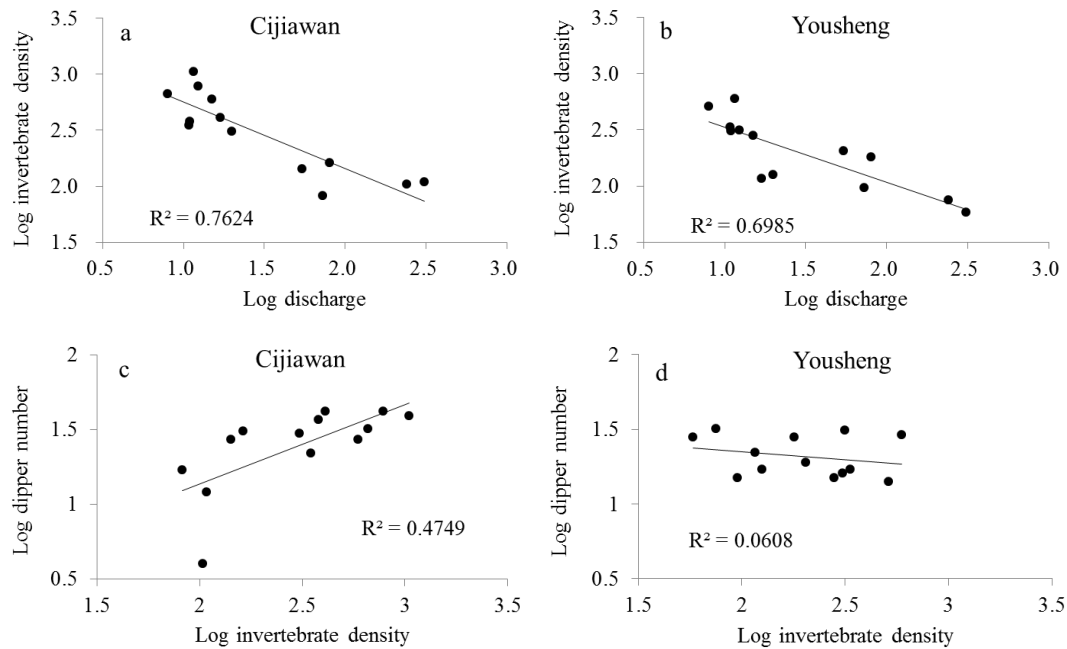 a
Cijiawan
3.5
3.0
2.5
2.0
1.5
0.5
1.0
1.5
2.0
2.5
3.0
Log invertebrate density
Log discharge
R² = 0.7624
b
Yousheng
3.5
3.0
2.5
2.0
1.5
0.5
1.0
1.5
2.0
2.5
3.0
Log invertebrate density
Log discharge
R² = 0.6985
c
Cijiawan
2
1.5
1
0.5
1.5
2
2.5
3
3.5
Log dipper number
Log invertebrate density
R² = 0.4749
d
Yousheng
2
1.5
1
0.5
1.5
2
2.5
3
3.5
Log dipper number
Log invertebrate density
R² = 0.0608